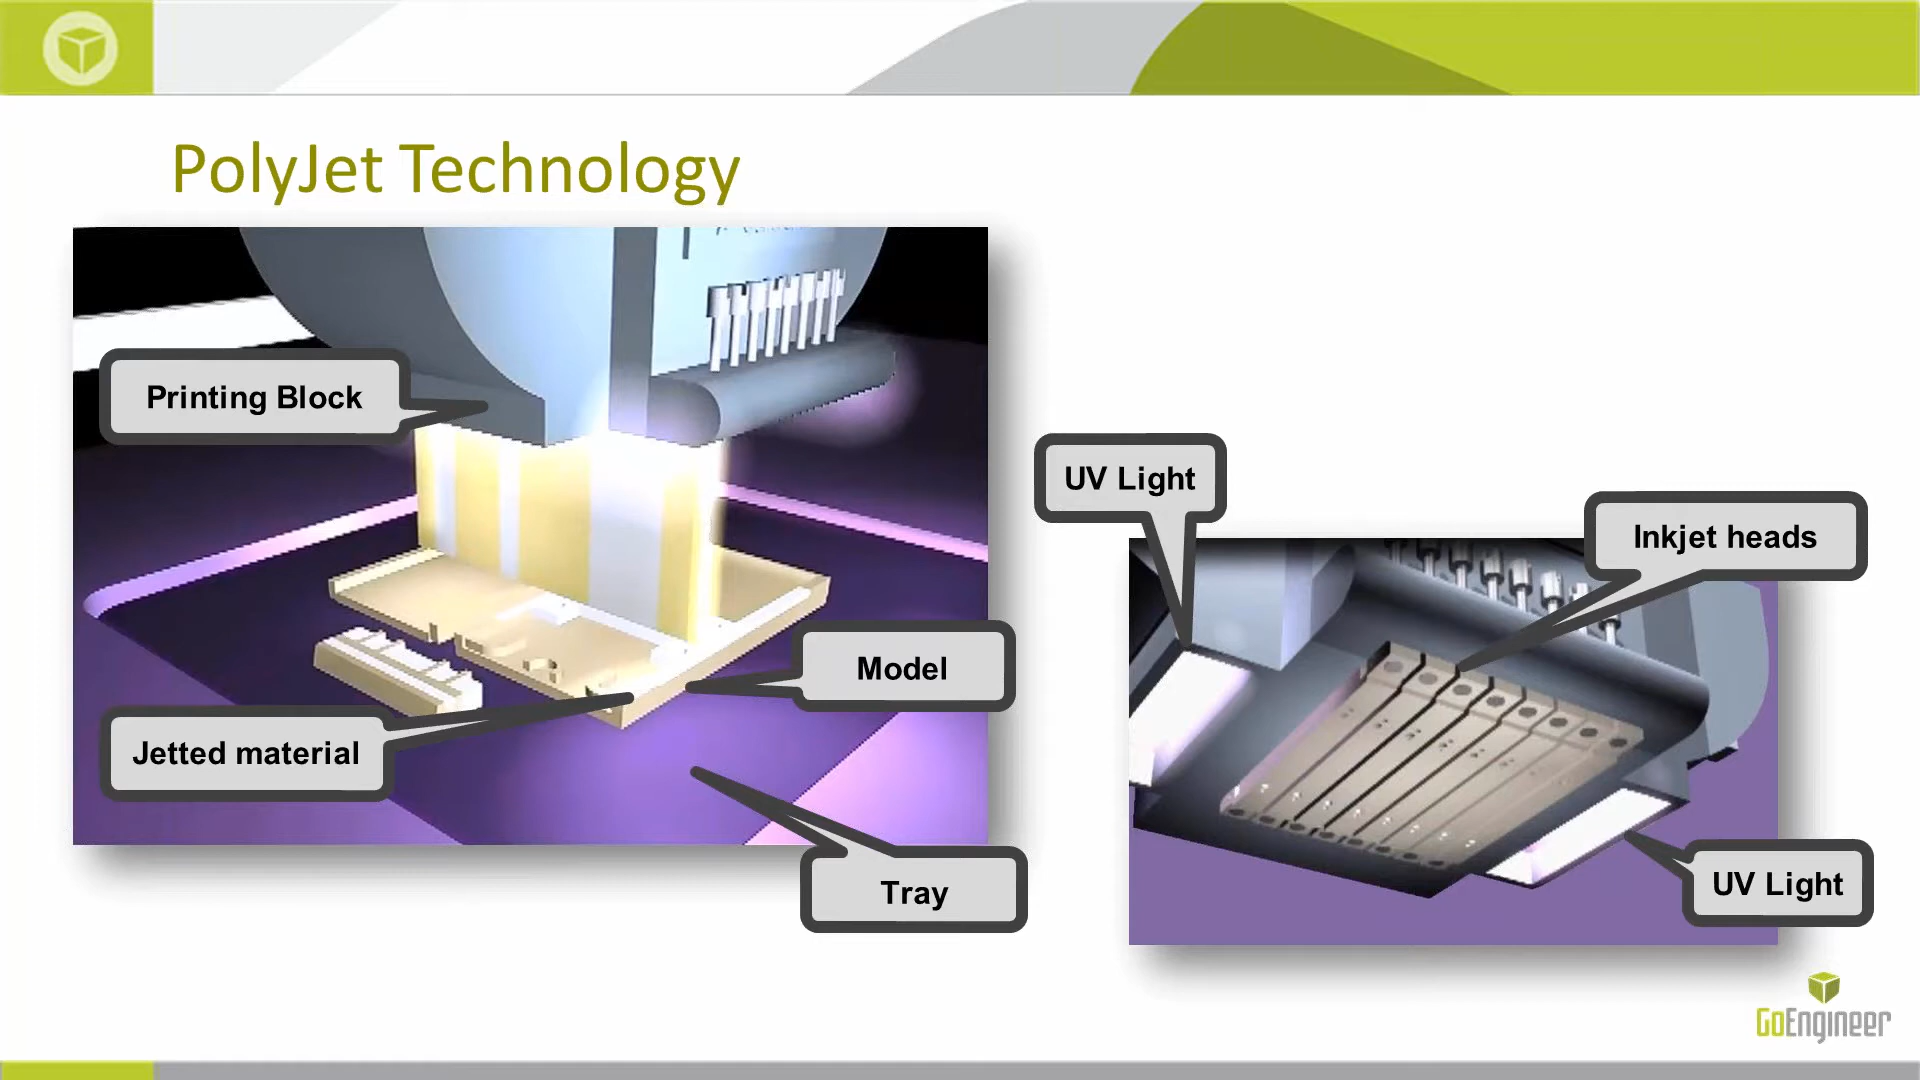 PolyJet Technology
Printing Block
UV Light
Inkjet heads
Model
Jetted material
Tray
UV Light
GoEngineer